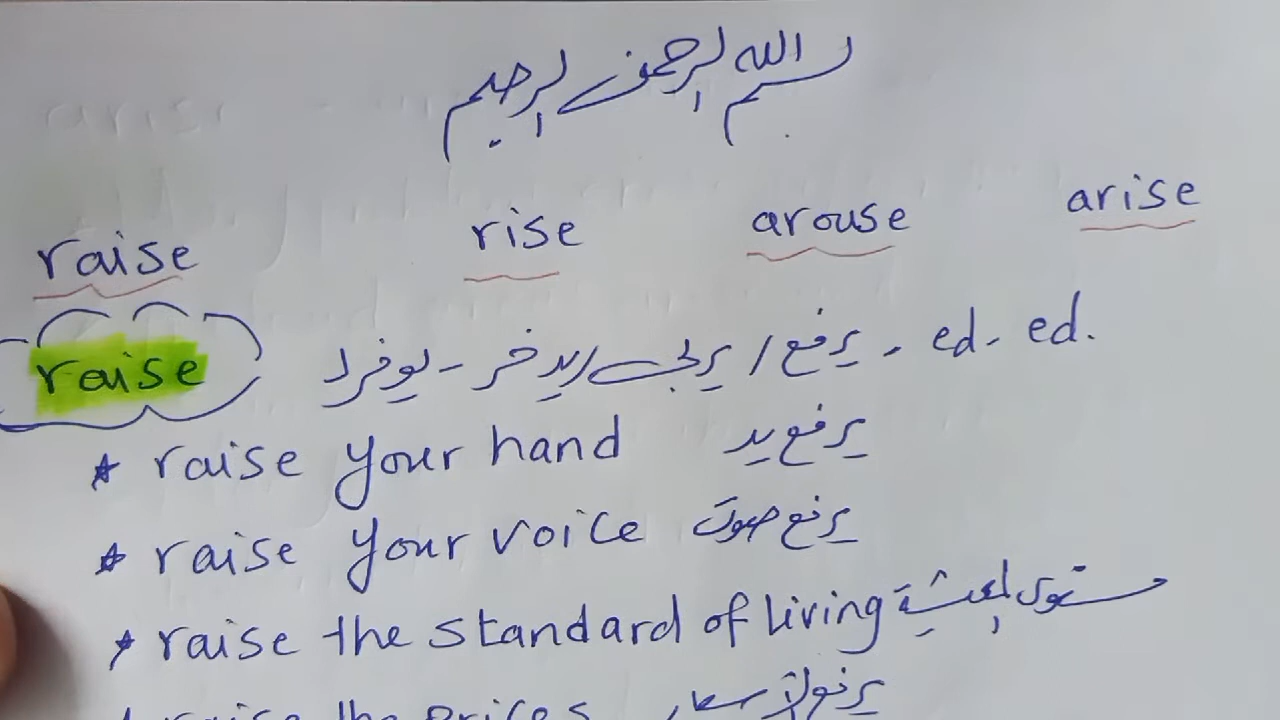 بسم الله الرحمن الرحيم
raise rise arouse arise
raise يرفع / يربي / يدخر - يوفر د ed - ed.
* raise your hand يرفع يد
* raise your voice يرفع صوت
* raise the standard of living مستوى المعيشة
* raise the prices يرفع الأسعار